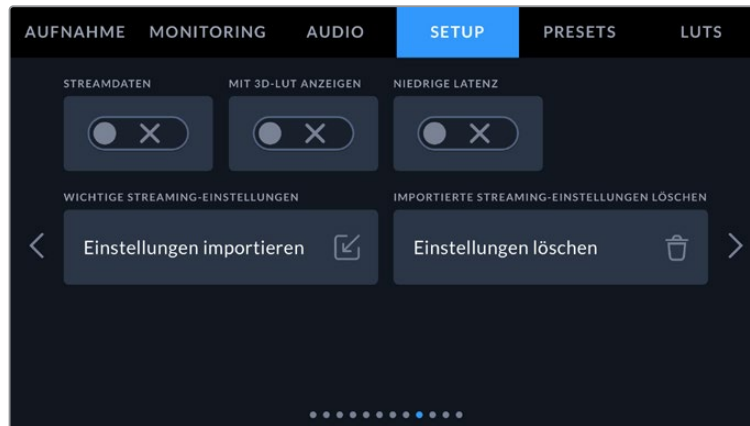 AUFNAHME MONITORING AUDIO SETUP PRESETS LUTS
STREAMDATEN MIT 3D-LUT ANZEIGEN NIEDRIGE LATENZ
WICHTIGE STREAMING-EINSTELLUNGEN IMPORTIERTE STREAMING-EINSTELLUNGEN LÖSCHEN
Einstellungen importieren Einstellungen löschen